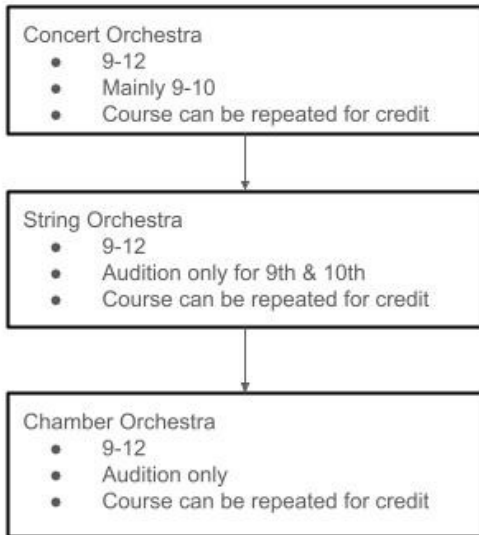 Concert Orchestra
● 9-12
● Mainly 9-10
● Course can be repeated for credit
String Orchestra
● 9-12
● Audition only for 9th & 10th
● Course can be repeated for credit
Chamber Orchestra
● 9-12
● Audition only
● Course can be repeated for credit